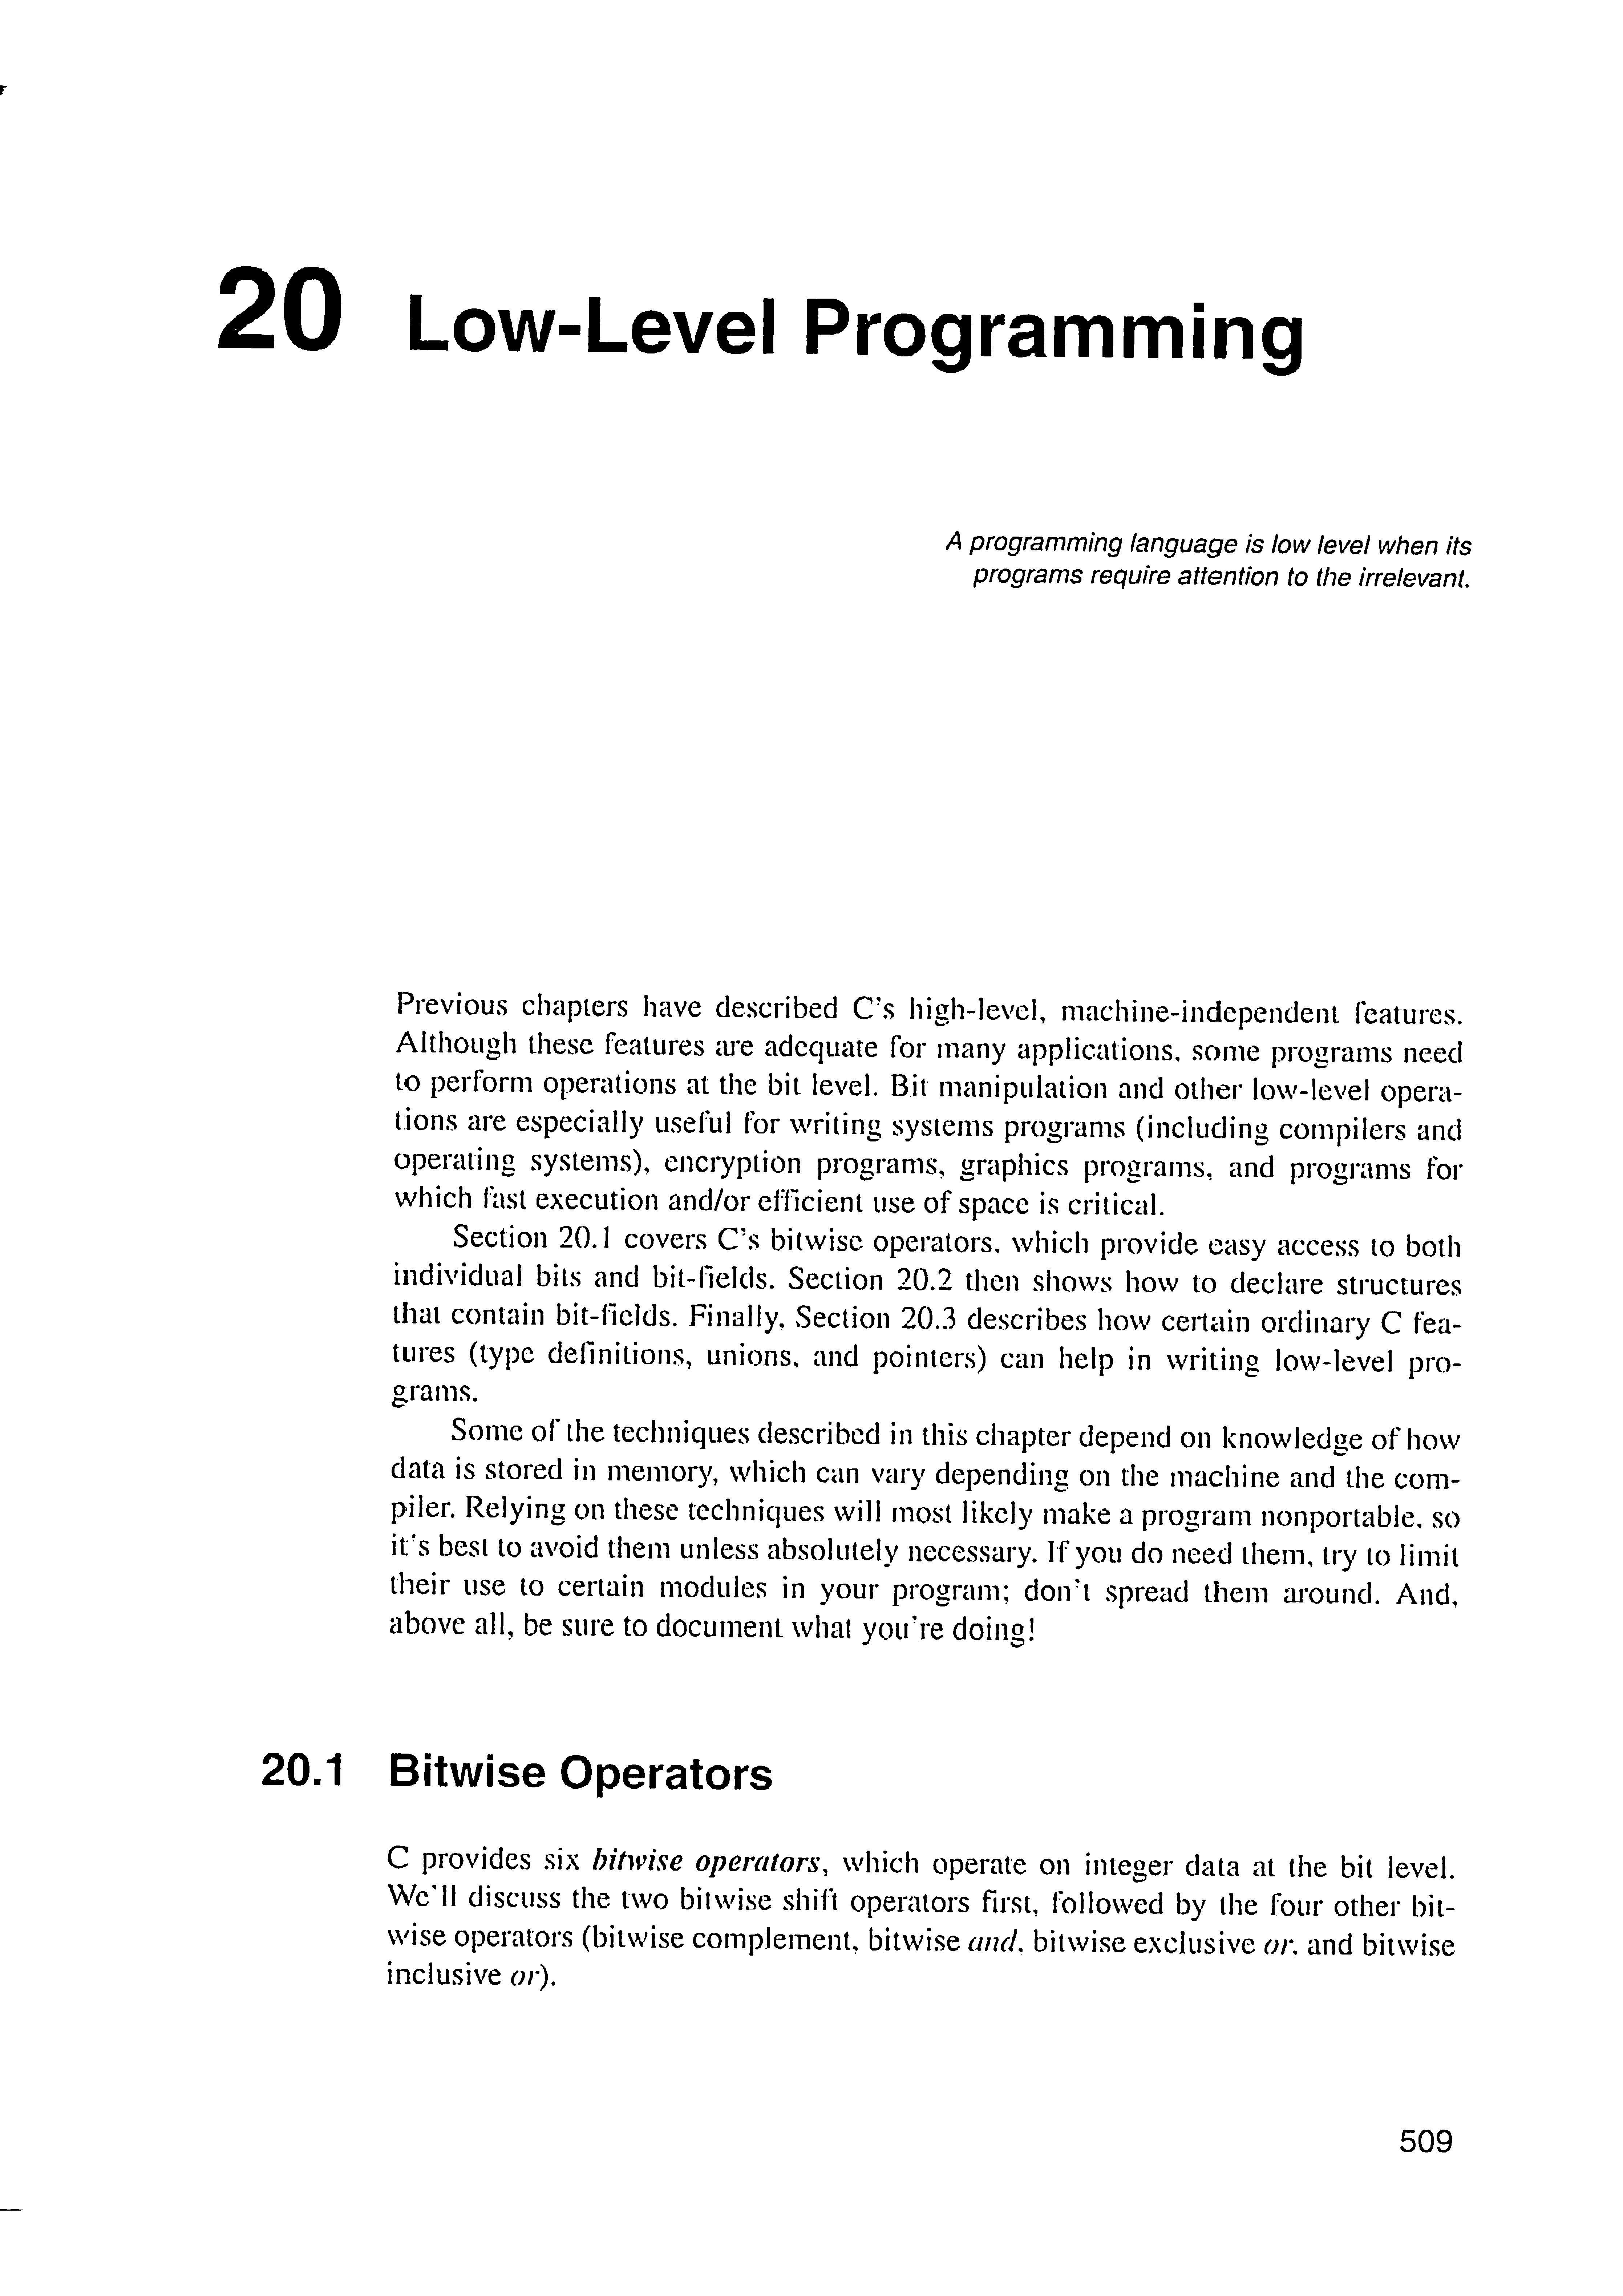 20 Low-Level Programming
A programming language is low level when its
programs require attention to the irrelevant.
Previous chapters have described C's high-level, machine-independent features.
Although these features are adequate for many applications, some programs need
to perform operations at the bit level. Bit manipulation and other low-level opera-
tions are especially useful for writing systems programs (including compilers and
operating systems), encryption programs, graphics programs, and programs for
which fast execution and/or efficient use of space is critical.
Section 20.1 covers C's bitwise operators, which provide easy access to both
individual bits and bit-fields. Section 20.2 then shows how to declare structures
that contain bit-fields. Finally, Section 20.3 describes how certain ordinary C fea-
tures (type definitions, unions, and pointers) can help in writing low-level pro-
grams.
Some of the techniques described in this chapter depend on knowledge of how
data is stored in memory, which can vary depending on the machine and the com-
piler. Relying on these techniques will most likely make a program nonportable, so
it's best to avoid them unless absolutely necessary. If you do need them, try to limit
their use to certain modules in your program; don't spread them around. And,
above all, be sure to document what you're doing!
20.1 Bitwise Operators
C provides six bitwise operators, which operate on integer data at the bit level.
We'll discuss the two bitwise shift operators first, followed by the four other bit-
wise operators (bitwise complement, bitwise and, bitwise exclusive or, and bitwise
inclusive or).
509